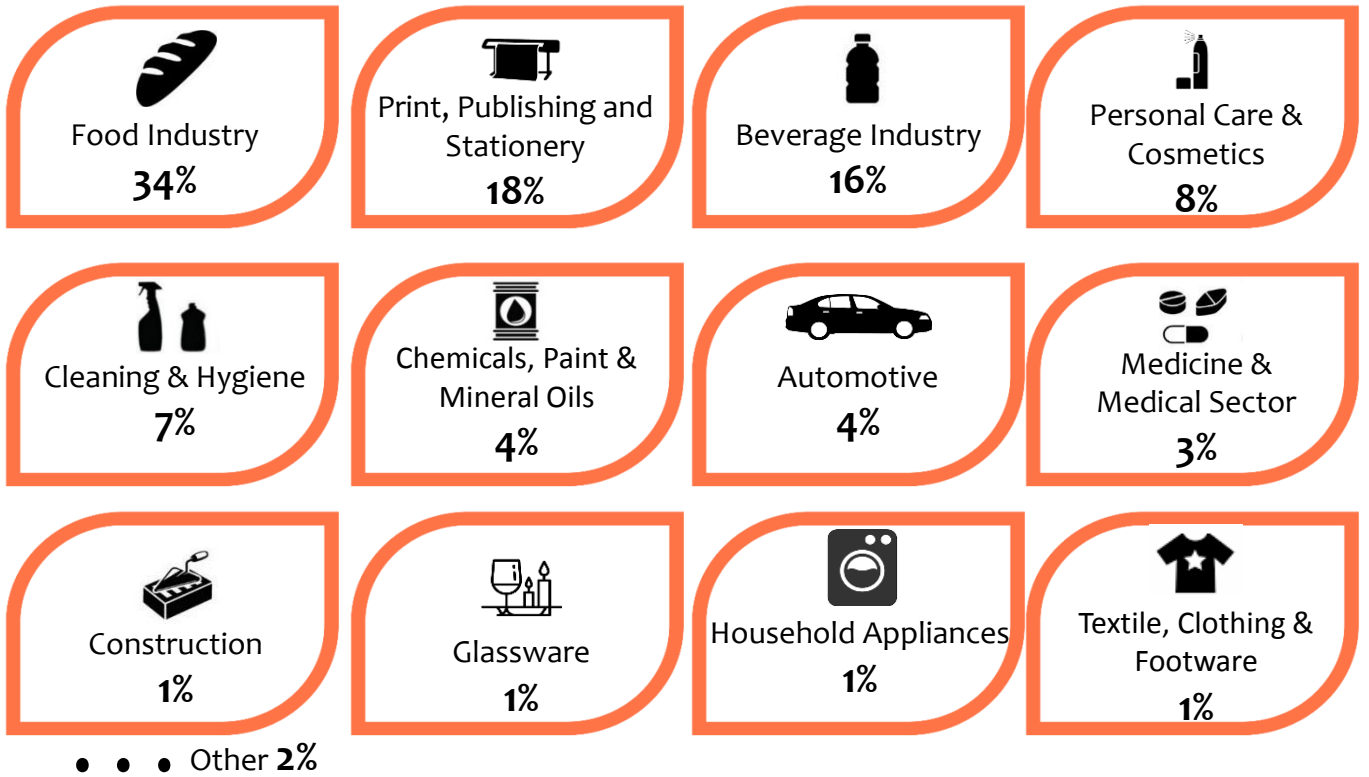 Food Industry
34%
Print, Publishing and
Stationery
18%
Beverage Industry
16%
Personal Care &
Cosmetics
8%
Cleaning & Hygiene
7%
Chemicals, Paint &
Mineral Oils
4%
Automotive
4%
Medicine &
Medical Sector
3%
Construction
1%
Glassware
1%
Household Appliances
1%
Textile, Clothing &
Footware
1%
• • • Other 2%